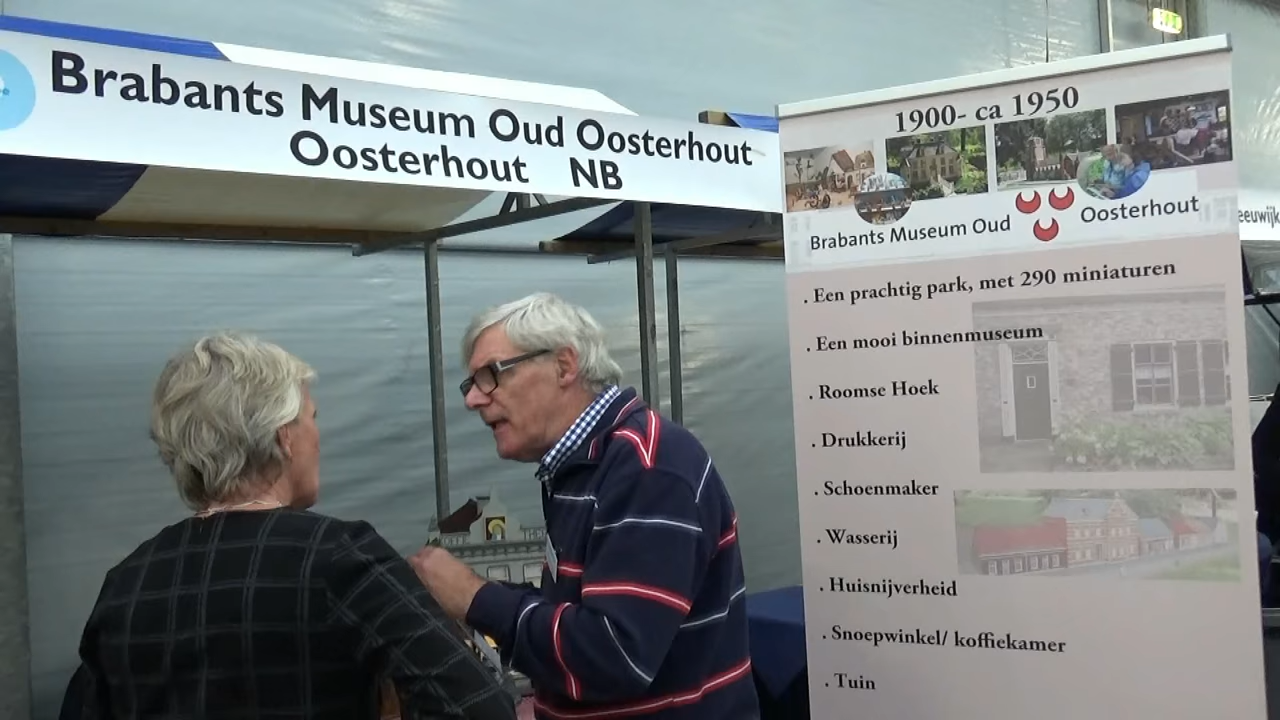 Brabants Museum Oud Oosterhout
Oosterhout NB
1900- ca 1950
Brabants Museum Oud Oosterhout
. Een prachtig park, met 290 miniaturen
. Een mooi binnenmuseum
. Roomse Hoek
. Drukkerij
. Schoenmaker
. Wasserij
. Huisnijverheid
. Snoepwinkel/ koffiekamer
. Tuin
eeuwijk